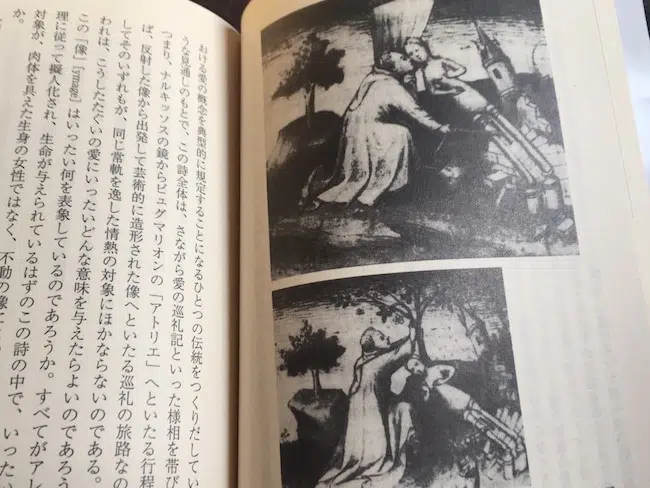 おける愛の概念を典型的に規定することになるひとつの伝統をつくりだしてい
うな見通しのもとで、この詩全体は、さながら愛の巡礼記といった様相を帯び
つまり、ナルキッソスの鏡からピュグマリオンの「アトリエ」へといたる行程
ば、反射した像から出発して芸術的に造形された像へといたる巡礼の旅路なの
してそのいずれもが、同じ常軌を逸した情熱の対象にほかならないのである。
われは、こうしたたぐいの愛にいったいどんな意味を与えたらよいのであろう
この「像」[ymage]はいったい何を表象しているのであろうか。すべてがアレ
理に従って擬人化され、生命が与えられているはずのこの詩の中で、いった
対象が、肉体を具えた生身の女性ではなく、不動の像に
か。